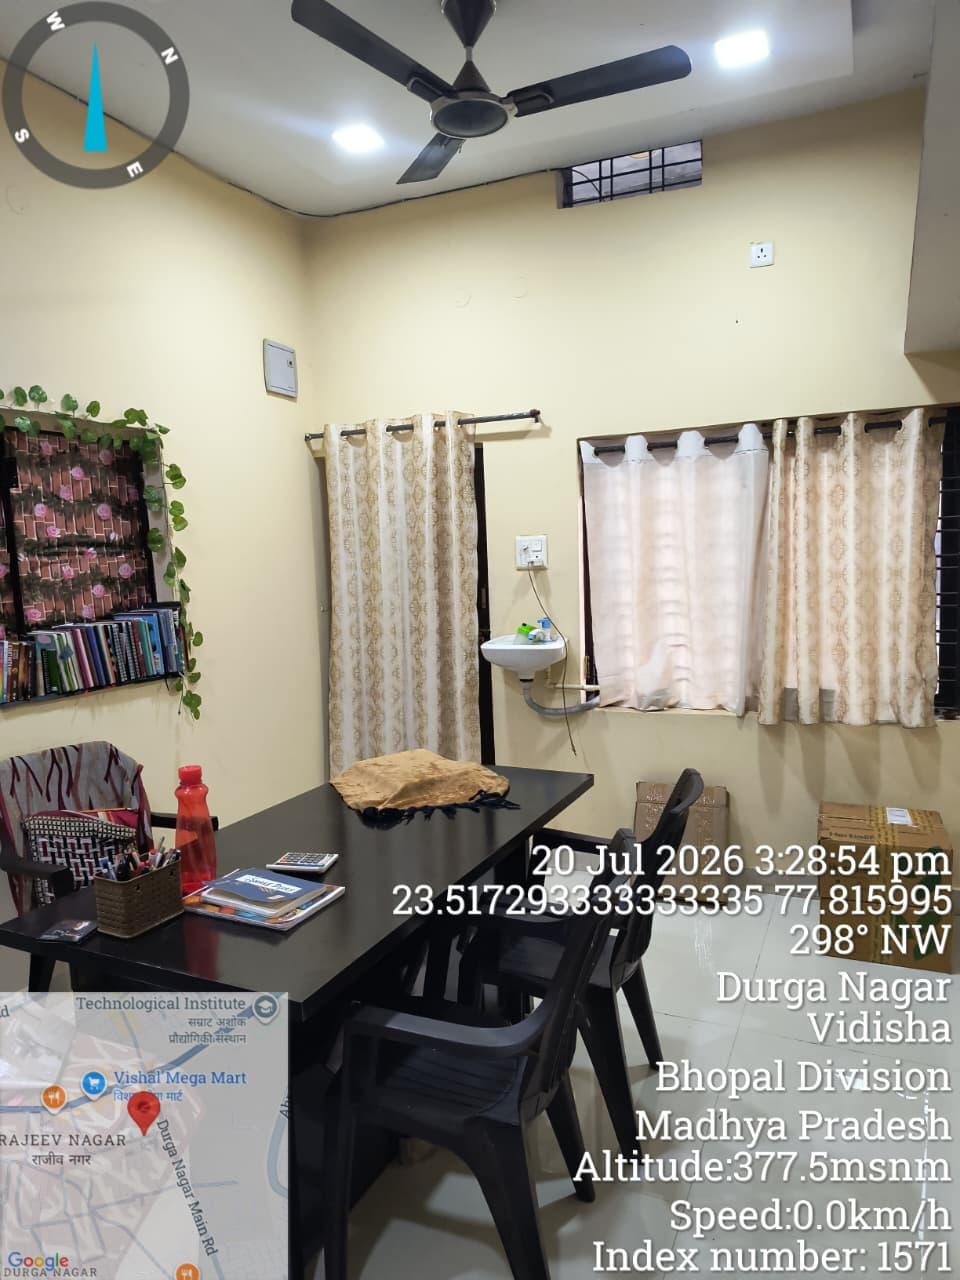 W
N
S
E
20 Jul 2026 3:28:54 pm
23.517293333333335 77.815995
298° NW
Durga Nagar
Vidisha
Bhopal Division
Madhya Pradesh
Altitude:377.5msnm
Speed:0.0km/h
Index number: 1571
Technological Institute
सम्राट अशोक
प्रौद्योगिकी संस्थान
Vishal Mega Mart
मार्ट
RAJEEV NAGAR
राजीव नगर
Durga Nagar Main Rd
Google
DURGA NAGAR